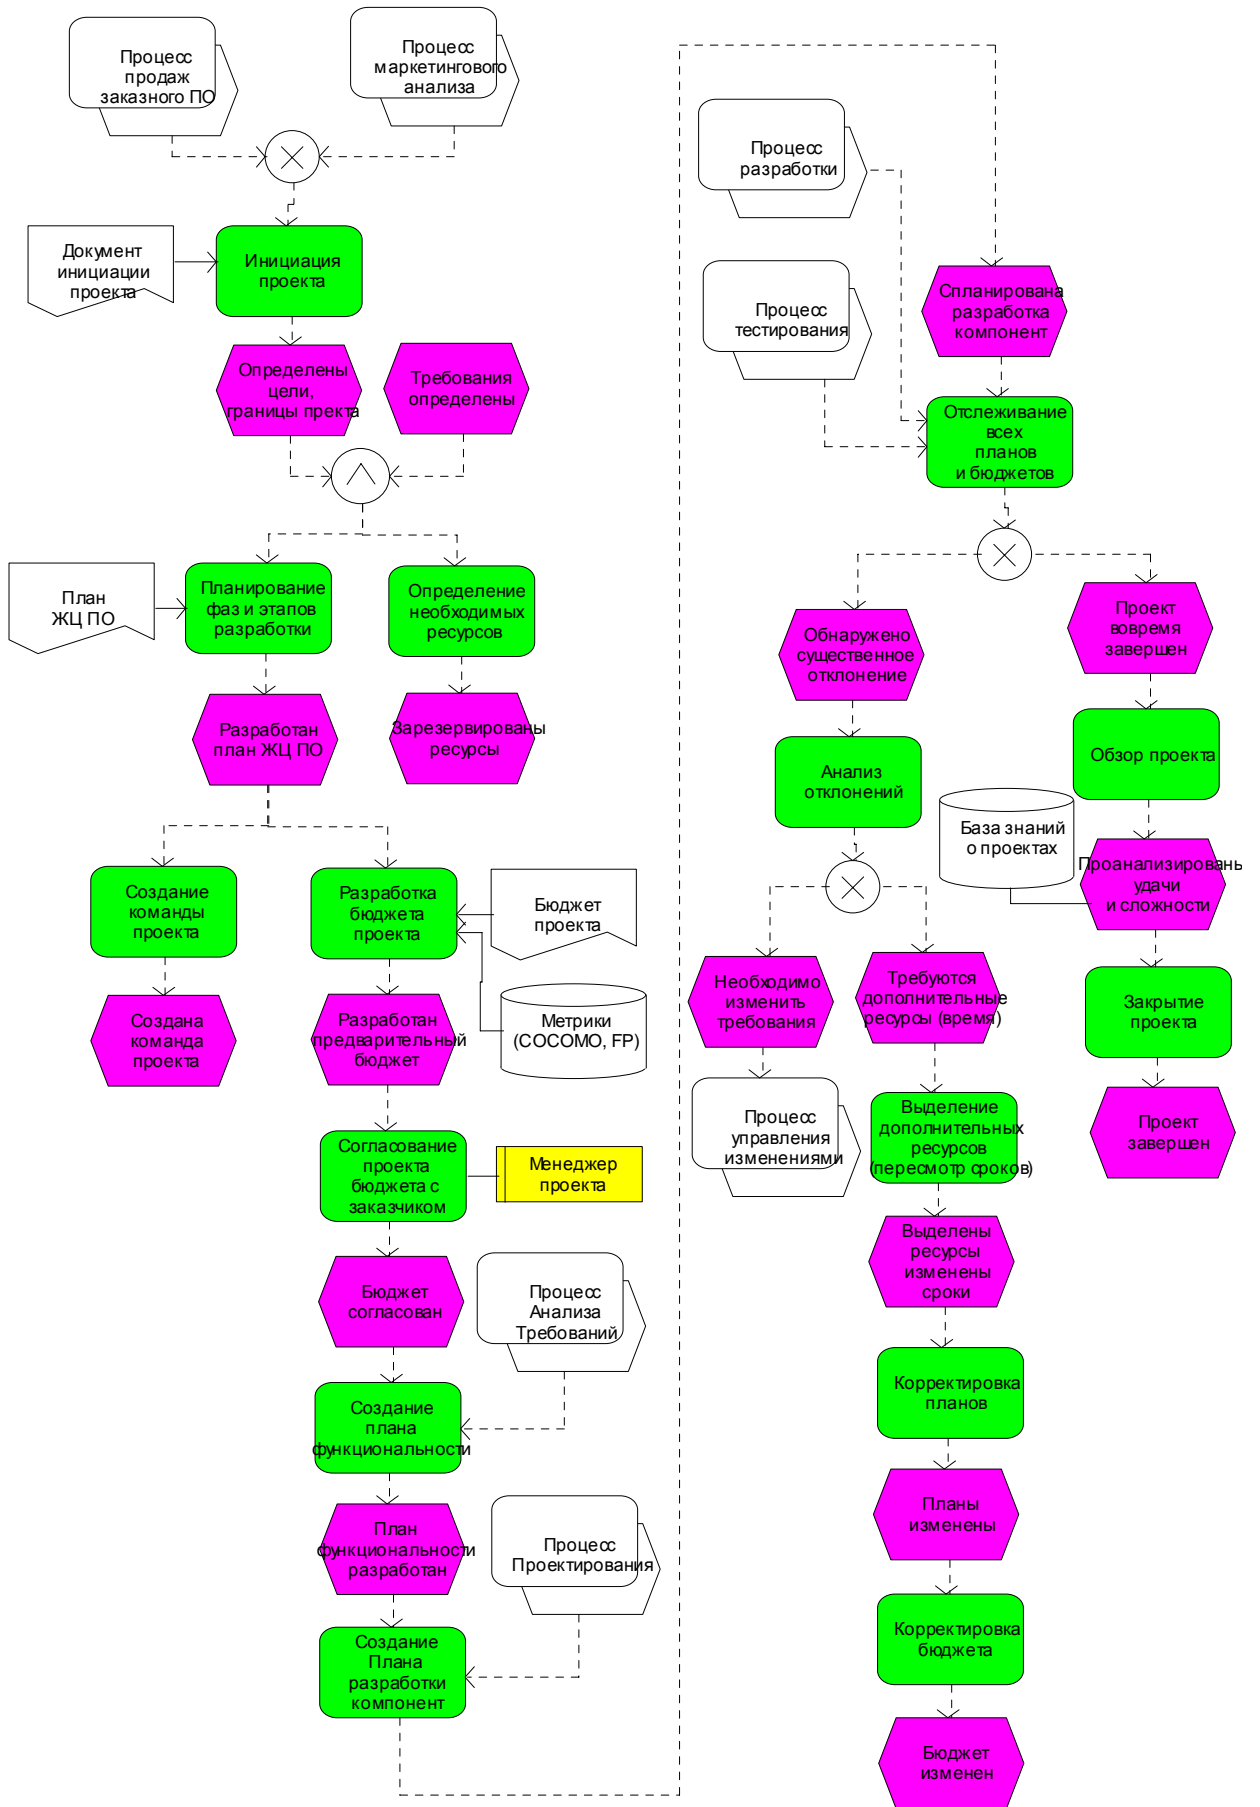 Процесс
продаж
заказного ПО
Процесс
маркетингового
анализа
Документ
инициации
проекта
Инициация
проекта
Определены
цели,
границы пректа
Требования
определены
План
ЖЦ ПО
Планирование
фаз и этапов
разработки
Определение
необходимых
ресурсов
Разработан
план ЖЦ ПО
Зарезервированы
ресурсы
Создание
команды
проекта
Разработка
бюджета
проекта
Бюджет
проекта
Создана
команда
проекта
Разработан
предварительный
бюджет
Метрики
(COCOMO, FP)
Согласование
проекта
бюджета с
заказчиком
Менеджер
проекта
Бюджет
согласован
Процесс
Анализа
Требований
Создание
плана
функциональности
План
функциональности
разработан
Процесс
Проектирования
Создание
Плана
разработки
компонент
Процесс
разработки
Процесс
тестирования
Спланирована
разработка
компонент
Отслеживание
всех
планов
и бюджетов
Обнаружено
существенное
отклонение
Проект
вовремя
завершен
Анализ
отклонений
Обзор проекта
База знаний
о проектах
Проанализированы
удачи
и сложности
Необходимо
изменить
требования
Требуются
дополнительные
ресурсы (время)
Закрытие
проекта
Процесс
управления
изменениями
Выделение
дополнительных
ресурсов
(пересмотр сроков)
Проект
завершен
Выделены
ресурсы
изменены
сроки
Корректировка
планов
Планы
изменены
Корректировка
бюджета
Бюджет
изменен